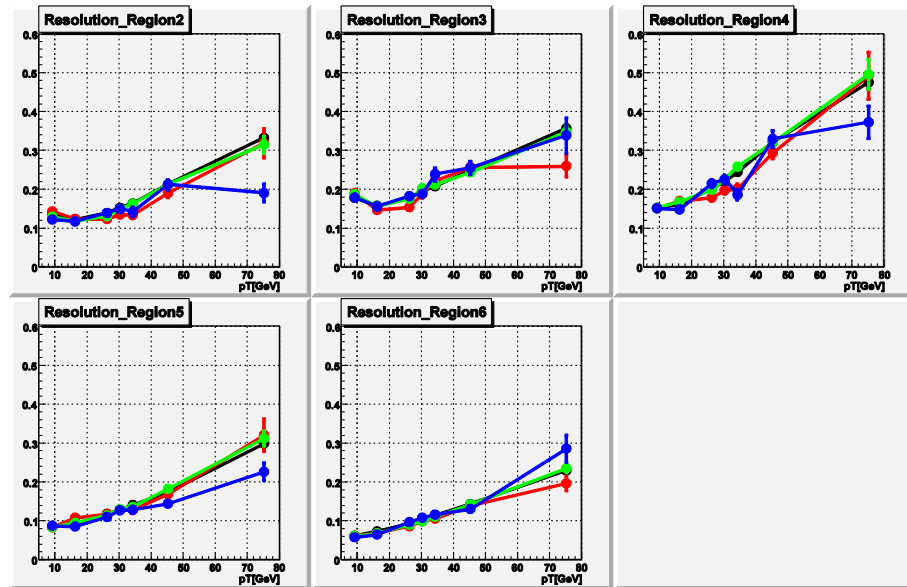 Resolution_Region2
0.6
0.5
0.4
0.3
0.2
0.1
0
10 20 30 40 50 60 70 80
pT[GeV]
Resolution_Region3
0.6
0.5
0.4
0.3
0.2
0.1
0
10 20 30 40 50 60 70 80
pT[GeV]
Resolution_Region4
0.6
0.5
0.4
0.3
0.2
0.1
0
10 20 30 40 50 60 70 80
pT[GeV]
Resolution_Region5
0.6
0.5
0.4
0.3
0.2
0.1
0
10 20 30 40 50 60 70 80
pT[GeV]
Resolution_Region6
0.6
0.5
0.4
0.3
0.2
0.1
0
10 20 30 40 50 60 70 80
pT[GeV]